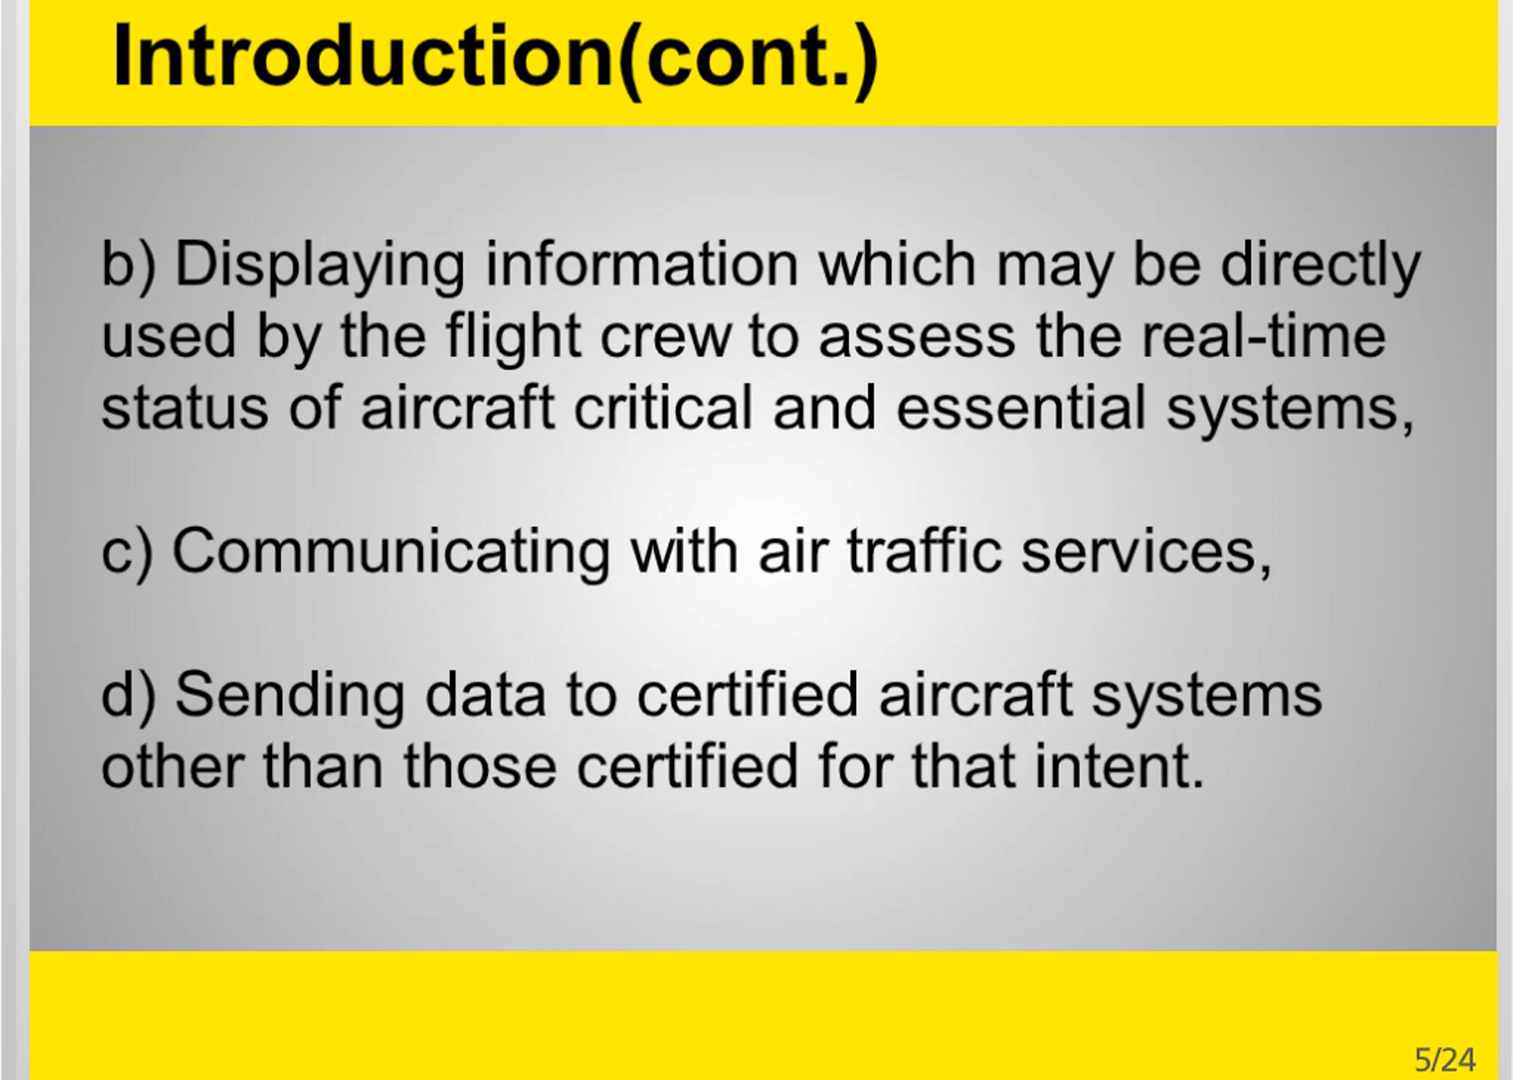 Introduction(cont.)
b) Displaying information which may be directly
used by the flight crew to assess the real-time
status of aircraft critical and essential systems,
c) Communicating with air traffic services,
d) Sending data to certified aircraft systems
other than those certified for that intent.
5/24